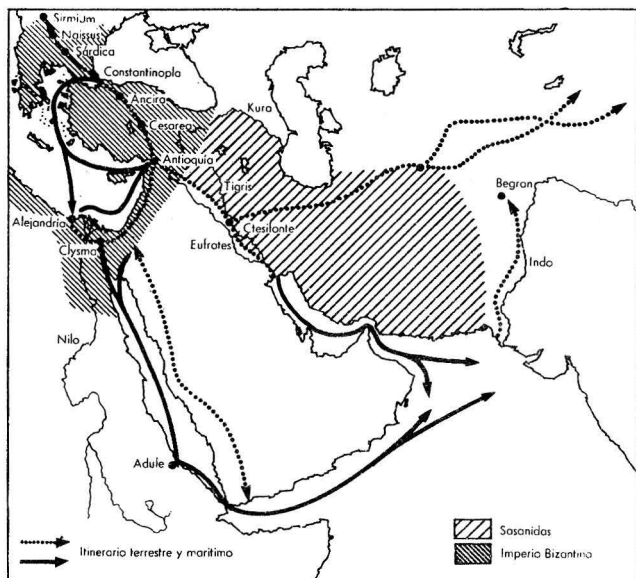 Sirmium
Naissus
Sárdica
Constantinopla
Ancira
Cesarea
Kura
Antioquía
Tigris
Begran
Alejandría
Ctesifonte
Clysma
Eufrates
Indo
Nilo
Adule
Sasanidas
Itinerario terrestre y marítimo
Imperio Bizantino